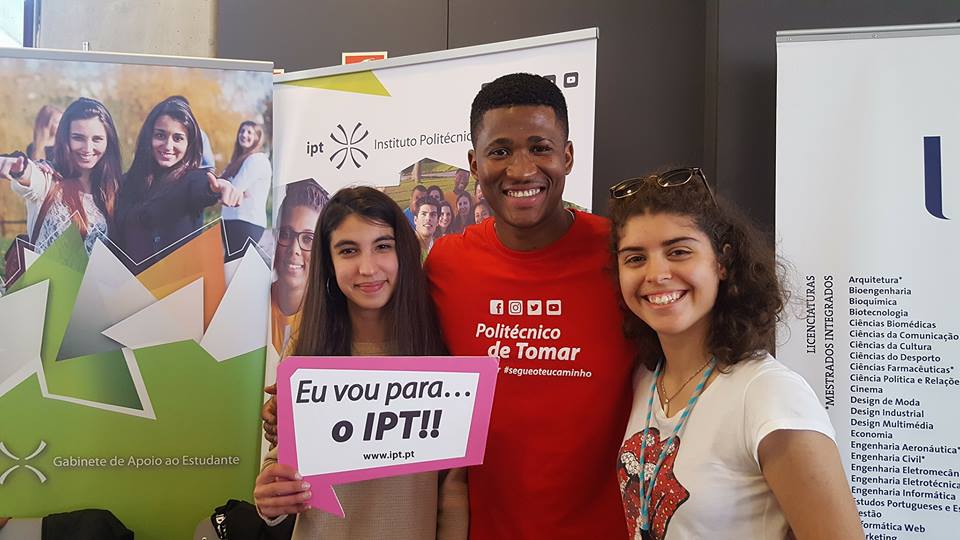 Gabinete de Apoio ao Estudante
ipt
Instituto Politécnic
Eu vou para...
o IPT!!
www.ipt.pt
Politécnico
de Tomar
#segueoteucaminho
LICENCIATURAS
*MESTRADOS INTEGRADOS
Arquitetura*
Bioengenharia
Bioquímica
Biotecnologia
Ciências Biomédicas
Ciências da Comunicação
Ciências da Cultura
Ciências do Desporto
Ciências Farmacêuticas*
Ciência Política e Relaçõe
Cinema
Design de Moda
Design Industrial
Design Multimédia
Economia
Engenharia Aeronáutica*
Engenharia Civil*
Engenharia Eletromecân
Engenharia Eletrotécnica
Engenharia Informática
Estudos Portugueses e Es
estão
formática Web
arketing